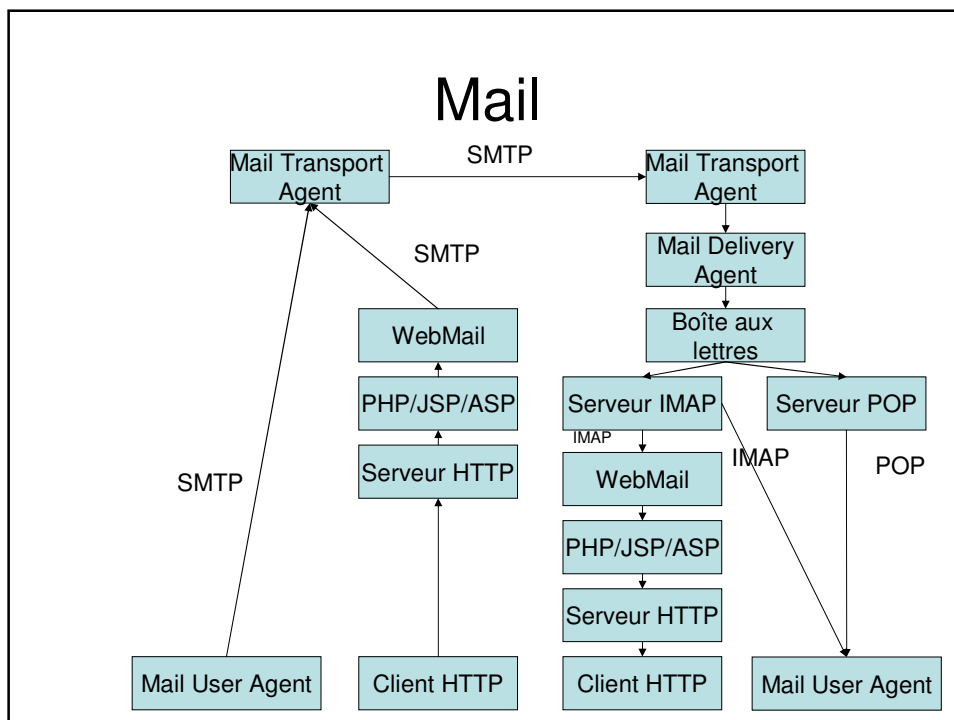 Mail
SMTP
Mail Transport
Agent
Mail Transport
Agent
SMTP
Mail Delivery
Agent
WebMail
Boîte aux
lettres
PHP/JSP/ASP
Serveur IMAP
Serveur POP
IMAP
IMAP
POP
Serveur HTTP
SMTP
WebMail
PHP/JSP/ASP
Serveur HTTP
Mail User Agent
Client HTTP
Client HTTP
Mail User Agent